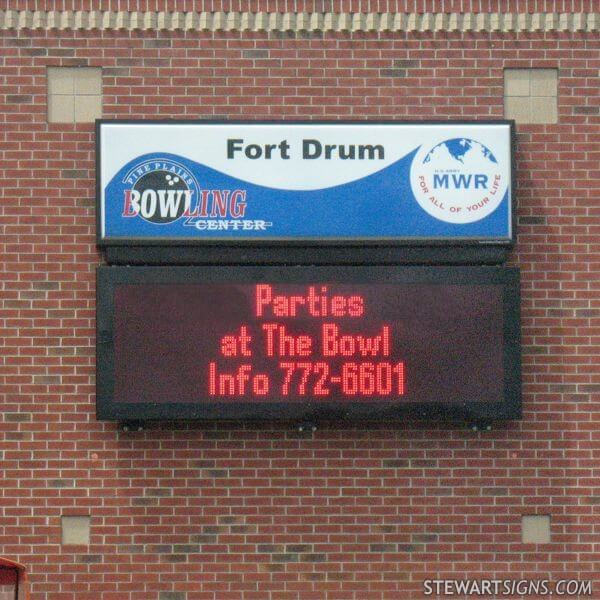 Fort Drum
PINE PLAINS
BOWLING
CENTER
U.S. ARMY
MWR
FOR ALL OF YOUR LIFE
Parties
at The Bowl
Info 772-6601
STEWARTSIGNS.COM